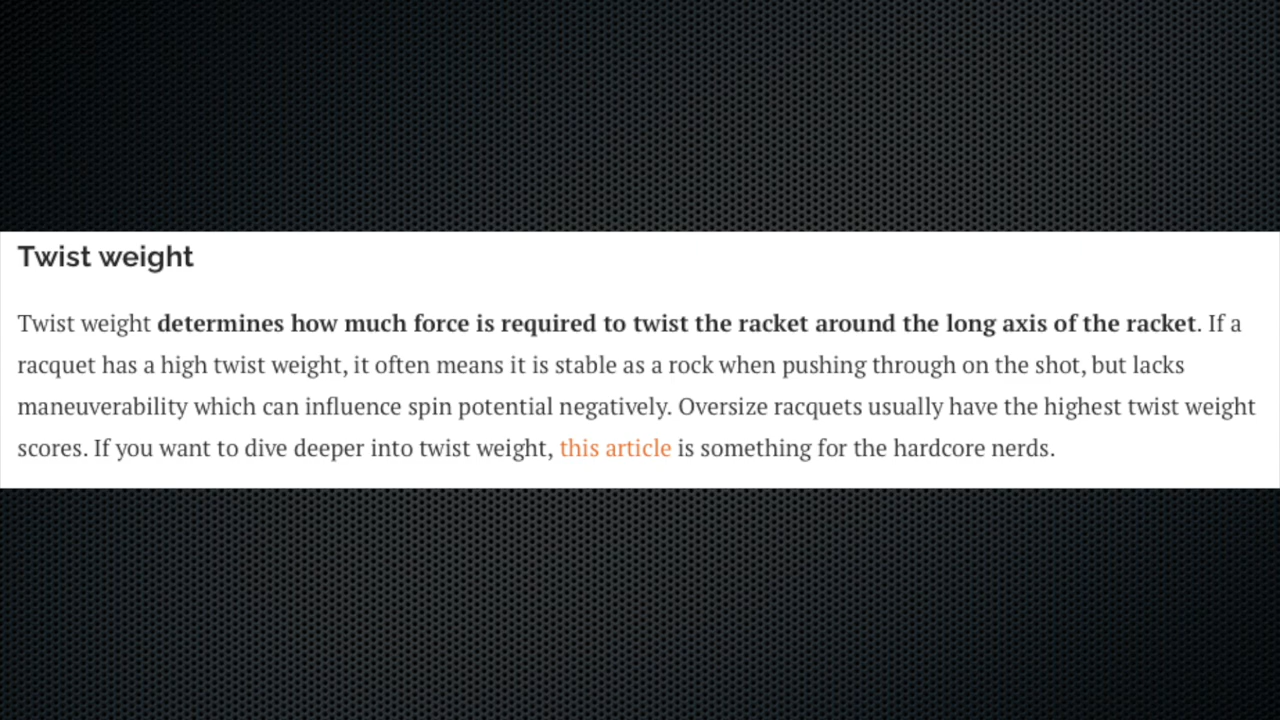 Twist weight
Twist weight determines how much force is required to twist the racket around the long axis of the racket. If a
racquet has a high twist weight, it often means it is stable as a rock when pushing through on the shot, but lacks
maneuverability which can influence spin potential negatively. Oversize racquets usually have the highest twist weight
scores. If you want to dive deeper into twist weight, this article is something for the hardcore nerds.